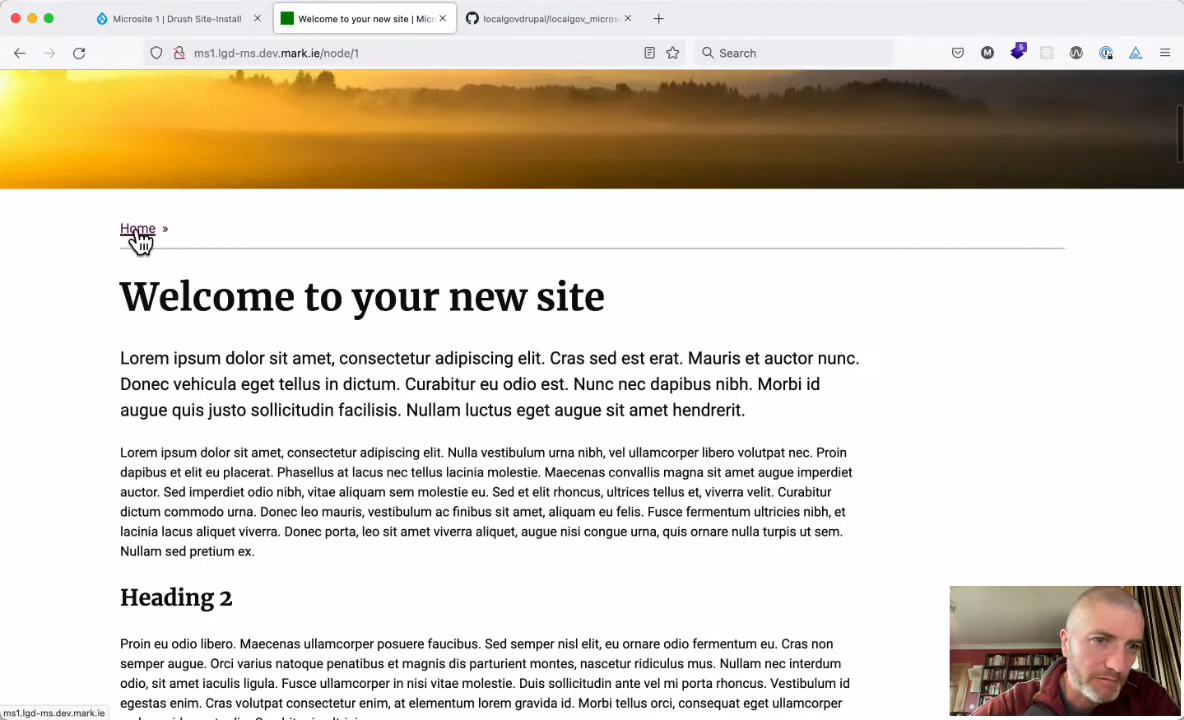 Microsite 1 | Drush Site-Install
Welcome to your new site | Micr
localgovdrupal/localgov_micros
ms1.lgd-ms.dev.mark.ie/node/1
Search
M
5
Home »
Welcome to your new site
Lorem ipsum dolor sit amet, consectetur adipiscing elit. Cras sed est erat. Mauris et auctor nunc.
Donec vehicula eget tellus in dictum. Curabitur eu odio est. Nunc nec dapibus nibh. Morbi id
augue quis justo sollicitudin facilisis. Nullam luctus eget augue sit amet hendrerit.
Lorem ipsum dolor sit amet, consectetur adipiscing elit. Nulla vestibulum urna nibh, vel ullamcorper libero volutpat nec. Proin
dapibus et elit eu placerat. Phasellus at lacus nec tellus lacinia molestie. Maecenas convallis magna sit amet augue imperdiet
auctor. Sed imperdiet odio nibh, vitae aliquam sem molestie eu. Sed et elit rhoncus, ultrices tellus et, viverra velit. Curabitur
dictum commodo urna. Donec leo mauris, vestibulum ac finibus sit amet, aliquam eu felis. Fusce fermentum ultricies nibh, et
lacinia lacus aliquet viverra. Donec porta, leo sit amet viverra aliquet, augue nisi congue urna, quis ornare nulla turpis ut sem.
Nullam sed pretium ex.
Heading 2
Proin eu odio libero. Maecenas ullamcorper posuere faucibus. Sed semper nisl elit, eu ornare odio fermentum eu. Cras non
semper augue. Orci varius natoque penatibus et magnis dis parturient montes, nascetur ridiculus mus. Nullam nec interdum
odio, sit amet iaculis ligula. Fusce ullamcorper in nisi vitae molestie. Duis sollicitudin ante vel mi porta rhoncus. Vestibulum id
egestas enim. Cras volutpat consectetur enim, at elementum lorem gravida id. Morbi tellus orci, consequat eget ullamcorper
ms1.lgd-ms.dev.mark.ie